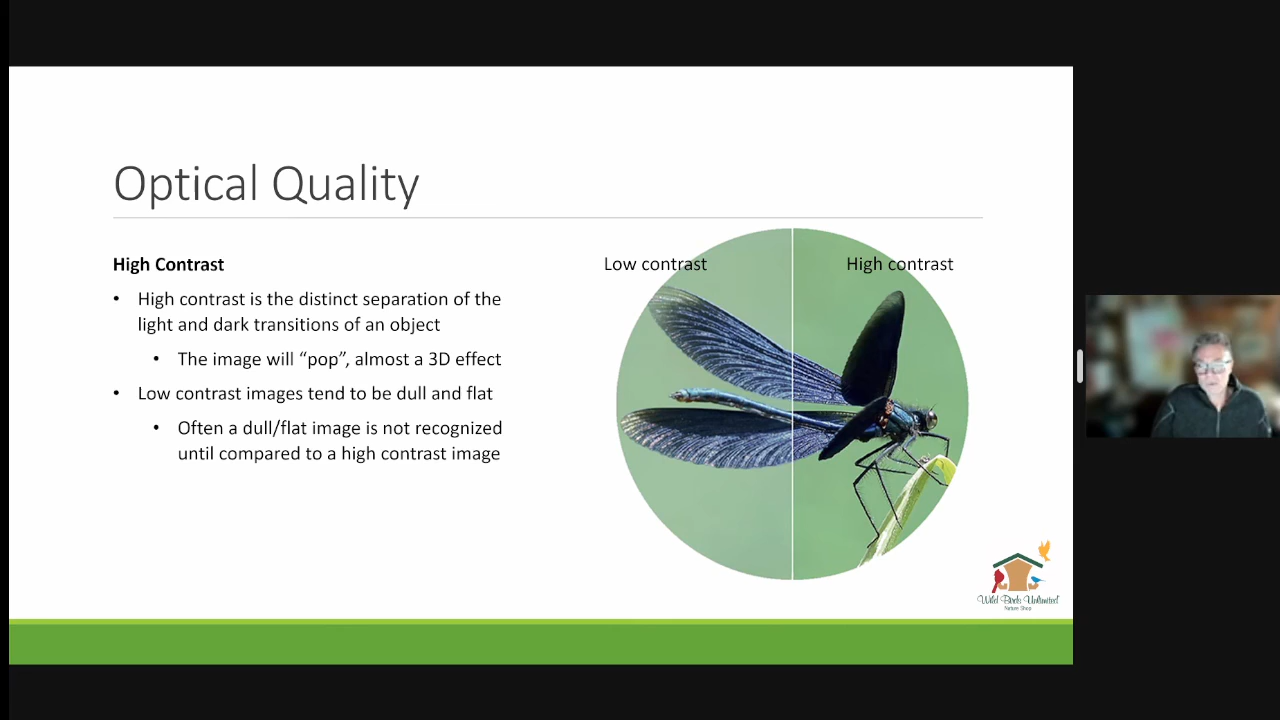 Optical Quality
High Contrast
• High contrast is the distinct separation of the
light and dark transitions of an object
• The image will “pop”, almost a 3D effect
• Low contrast images tend to be dull and flat
• Often a dull/flat image is not recognized
until compared to a high contrast image
Low contrast
High contrast
Wild Birds Unlimited
Nature Shop